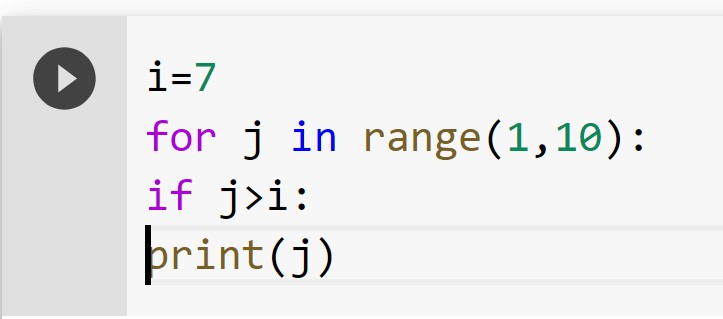 i=7
for j in range(1,10):
if j>i:
print(j)